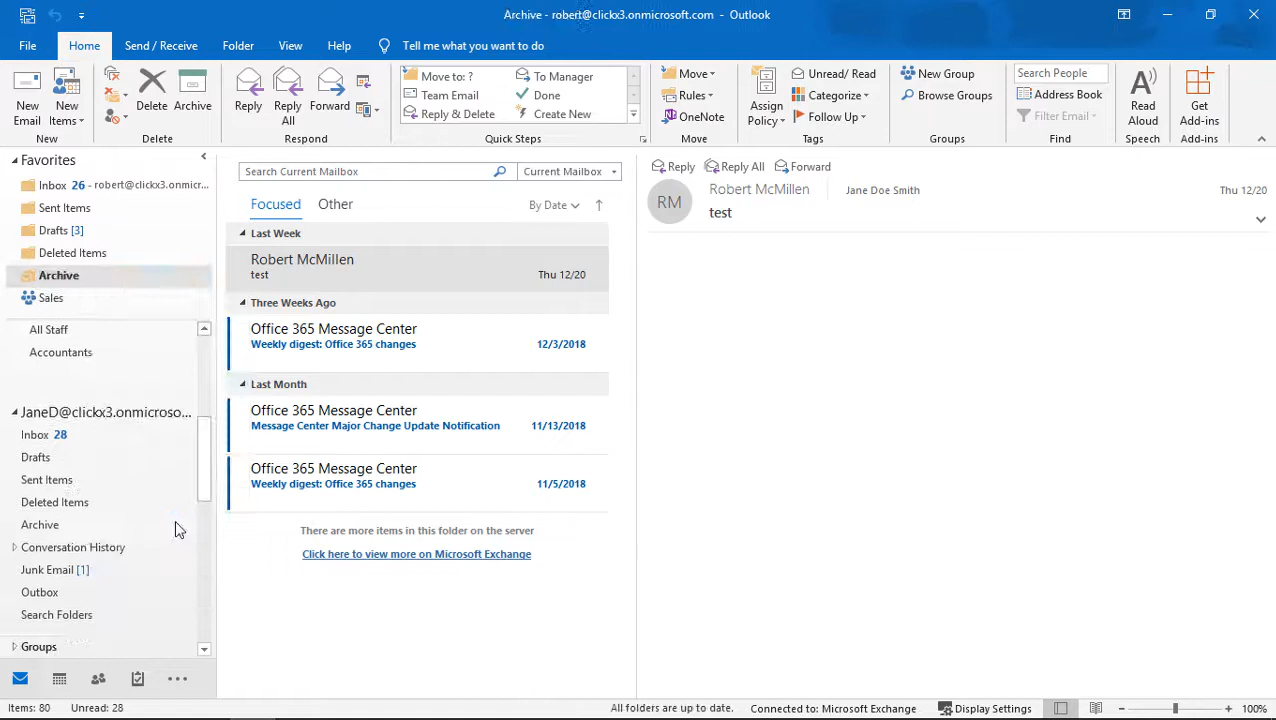 Archive - robert@clickx3.onmicrosoft.com - Outlook
File Home Send / Receive Folder View Help Tell me what you want to do
New Email
New Items
Delete
Archive
Reply
Reply All
Forward
Move to: ?
Team Email
Reply & Delete
To Manager
Done
Create New
Move
Rules
OneNote
Assign Policy
Unread/ Read
Categorize
Follow Up
New Group
Browse Groups
Search People
Address Book
Filter Email
Read Aloud
Get Add-ins
New Delete Respond Quick Steps Move Tags Groups Find Speech Add-ins
Favorites
Inbox 26 - robert@clickx3.onmic...
Sent Items
Drafts [3]
Deleted Items
Archive
Sales
All Staff
Accountants
JaneD@clickx3.onmicroso...
Inbox 28
Drafts
Sent Items
Deleted Items
Archive
Conversation History
Junk Email [1]
Outbox
Search Folders
Groups
Search Current Mailbox
Current Mailbox
Focused Other
By Date
Last Week
Robert McMillen
test Thu 12/20
Three Weeks Ago
Office 365 Message Center
Weekly digest: Office 365 changes 12/3/2018
Last Month
Office 365 Message Center
Message Center Major Change Update Notification 11/13/2018
Office 365 Message Center
Weekly digest: Office 365 changes 11/5/2018
There are more items in this folder on the server
Click here to view more on Microsoft Exchange
Reply Reply All Forward
RM
Robert McMillen Jane Doe Smith Thu 12/20
test
Items: 80 Unread: 28 All folders are up to date. Connected to: Microsoft Exchange Display Settings 100%